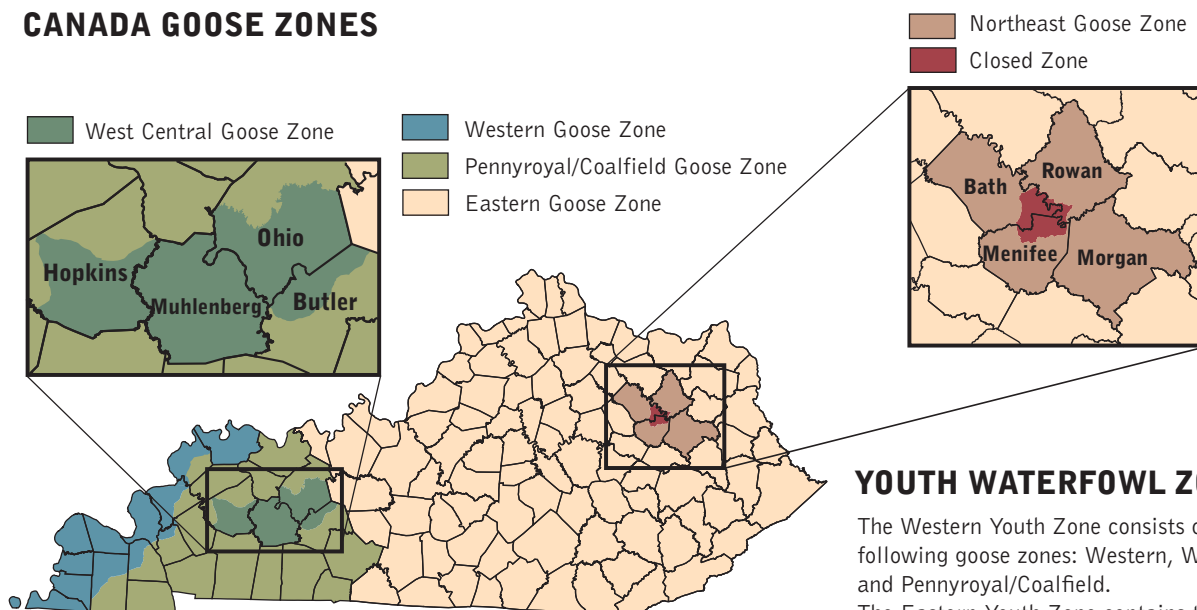 CANADA GOOSE ZONES
Northeast Goose Zone
Closed Zone
West Central Goose Zone
Western Goose Zone
Pennyroyal/Coalfield Goose Zone
Eastern Goose Zone
Ohio
Hopkins
Muhlenberg
Butler
Rowan
Bath
Menifee
Morgan
YOUTH WATERFOWL
The Western Youth Zone consists
following goose zones: Western,
and Pennyroyal/Coalfield.